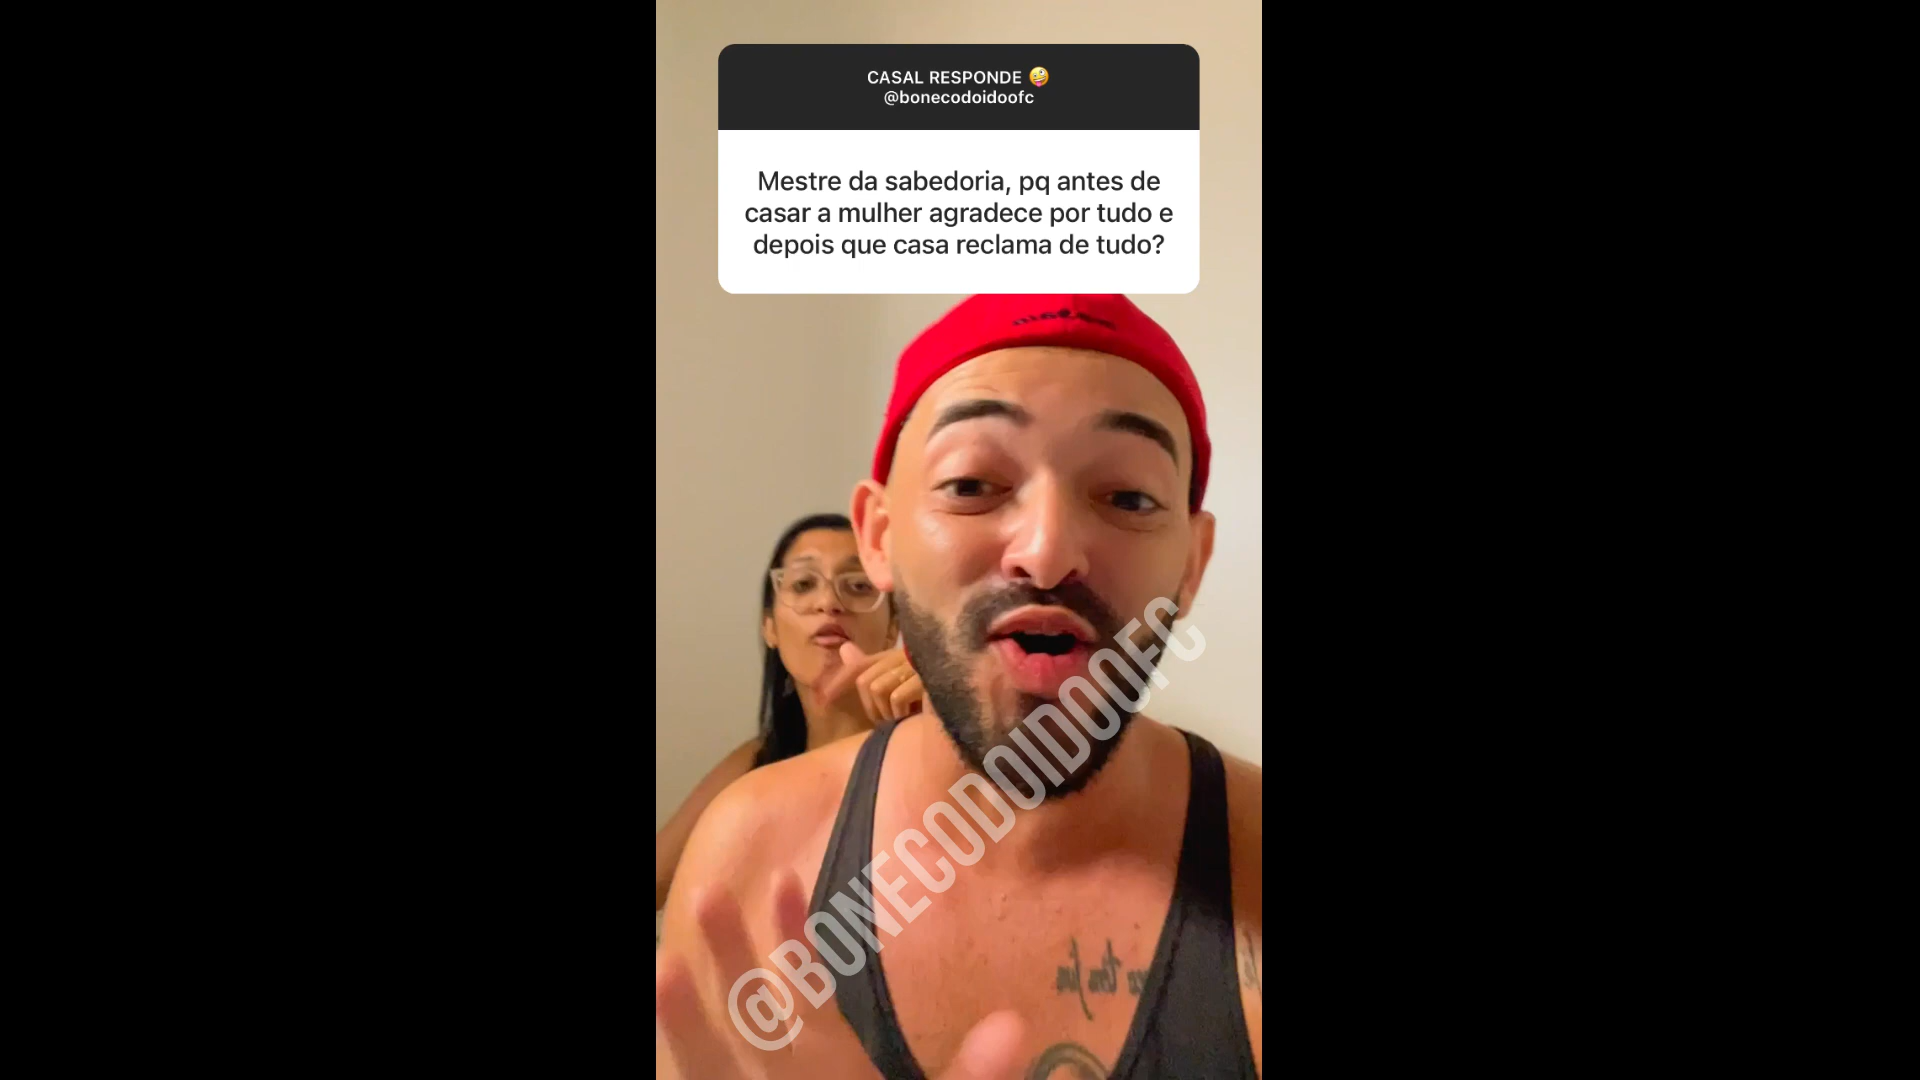 CASAL RESPONDE 🤪
@bonecodoidoofc
Mestre da sabedoria, pq antes de
casar a mulher agradece por tudo e
depois que casa reclama de tudo?
@BONECODOIDOOFC